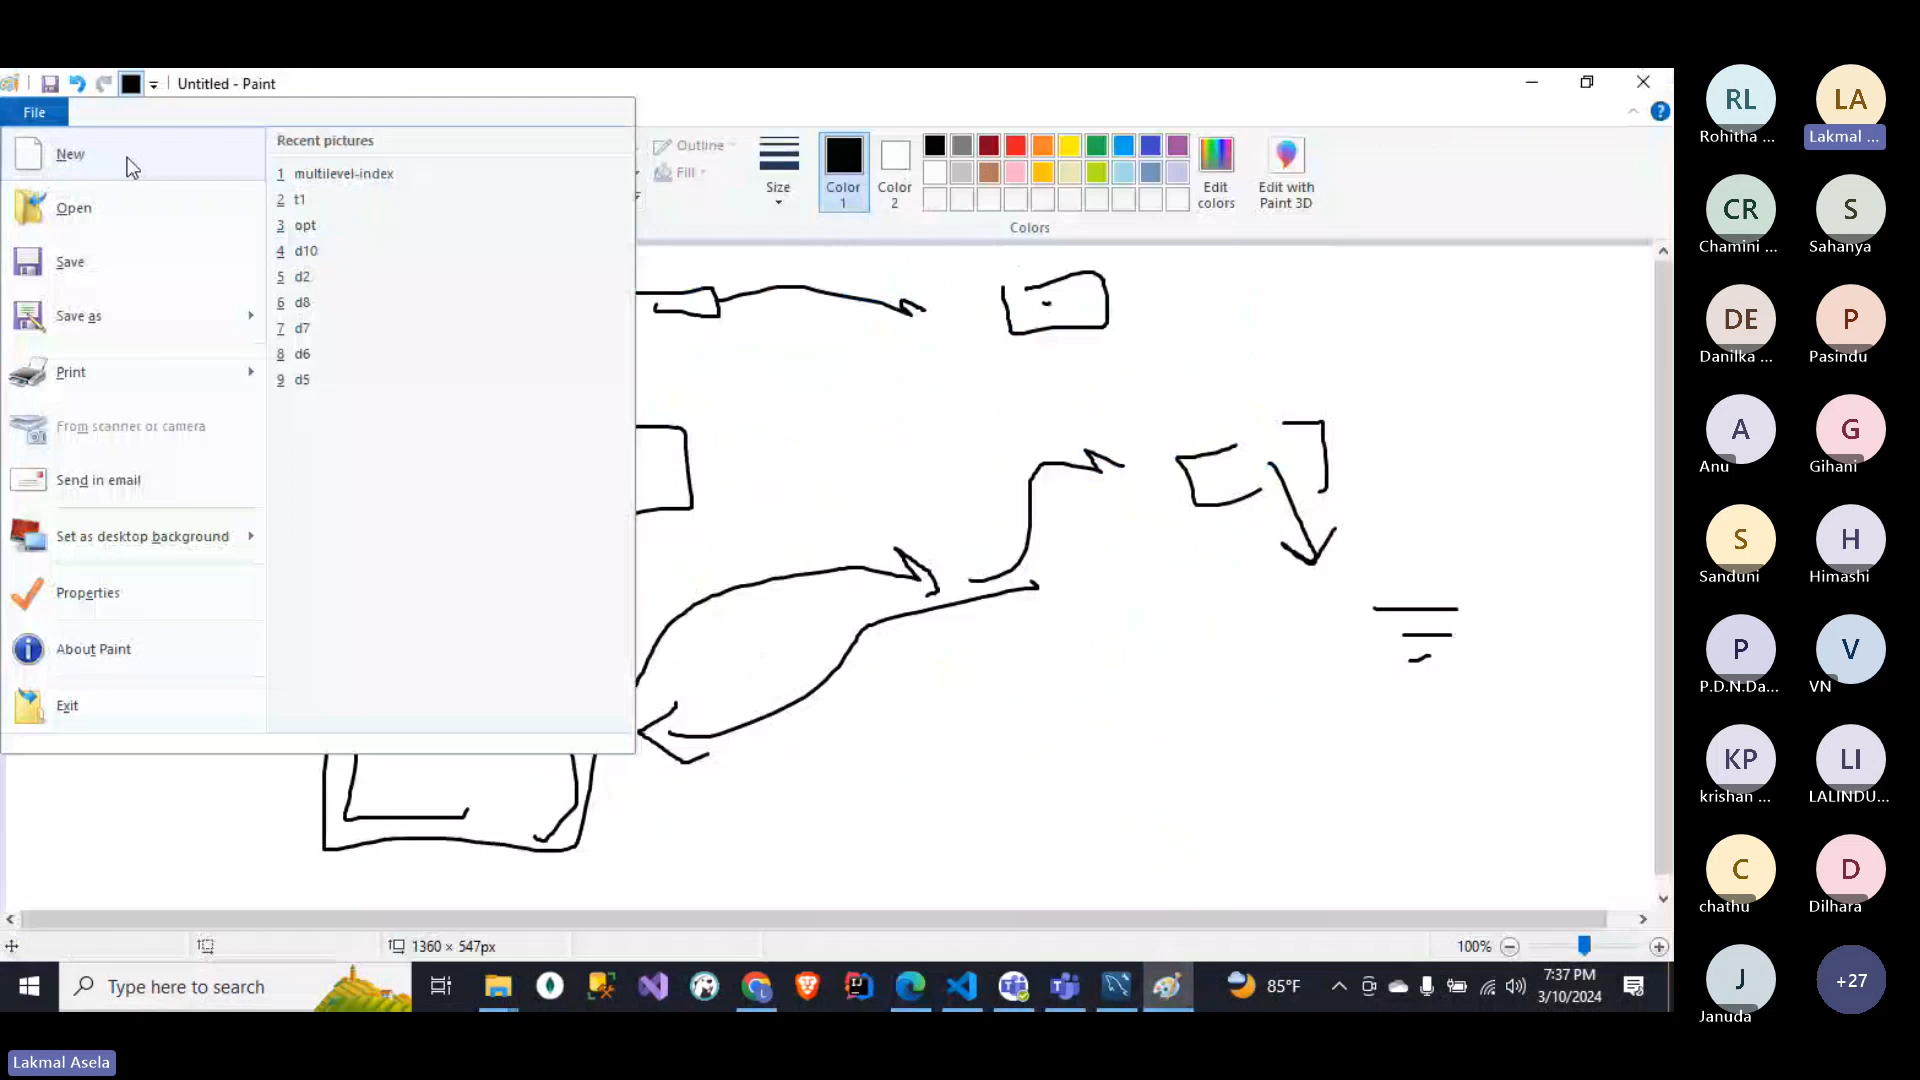 Untitled - Paint
File
New
Open
Save
Save as
Print
From scanner or camera
Send in email
Set as desktop background
Properties
About Paint
Exit
Recent pictures
1 multilevel-index
2 t1
3 opt
4 d10
5 d2
6 d8
7 d7
8 d6
9 d5
Outline
Fill
Size
Color 1
Color 2
Edit colors
Edit with Paint 3D
Colors
1360 × 547px
100%
Type here to search
85°F
7:37 PM
3/10/2024
RL
Rohitha ...
LA
Lakmal ...
CR
Chamini ...
S
Sahanya
DE
Danilka ...
P
Pasindu
A
Anu
G
Gihani
S
Sanduni
H
Himashi
P
P.D.N.Da...
V
VN
KP
krishan ...
LI
LALINDU...
C
chathu
D
Dilhara
J
Januda
+27
Lakmal Asela